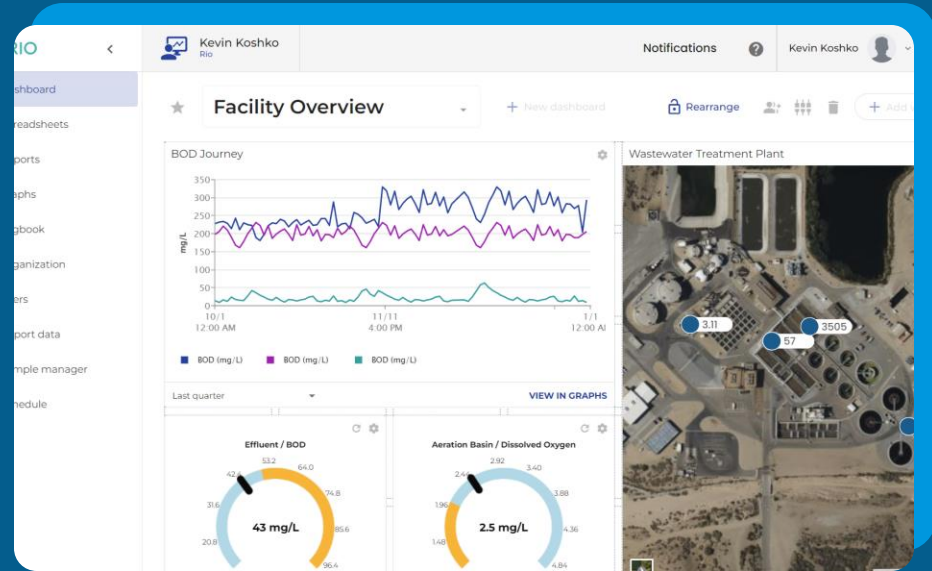 RIO
<
Kevin Koshko
Rio
Notifications
?
Kevin Koshko
shboard
readsheets
ports
aphs
gbook
ganization
ers
port data
mple manager
hedule
Facility Overview
+ New dashboard
Rearrange
+ Add
BOD Journey
Wastewater Treatment Plant
350
300
250
200
150
100
50
0
mg/L
10/1
12:00 AM
11/11
4:00 PM
1/1
12:00 A
BOD (mg/L)
BOD (mg/L)
BOD (mg/L)
Last quarter
VIEW IN GRAPHS
3.11
57
3505
Effluent / BOD
20.8
31.6
42.4
53.2
64.0
74.8
85.6
96.4
43 mg/L
Aeration Basin / Dissolved Oxygen
1.48
1.96
2.44
2.92
3.40
3.88
4.36
4.84
2.5 mg/L